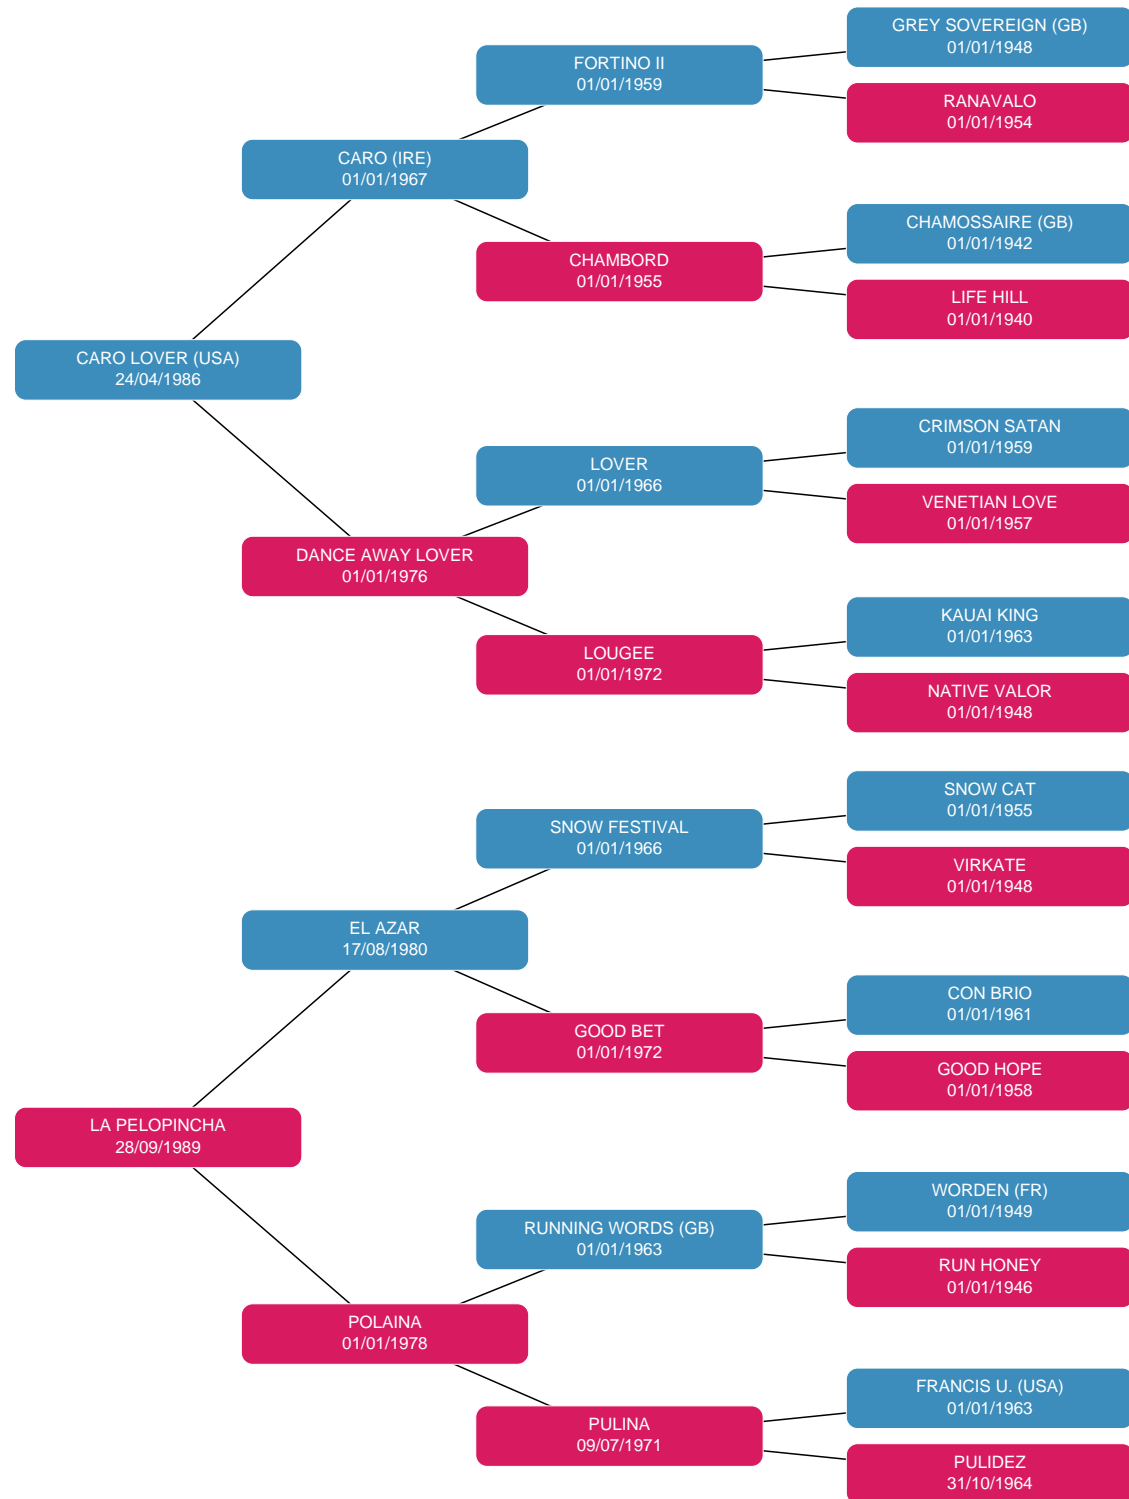 GREY SOVEREIGN (GB)
01/01/1948
FORTINO II
01/01/1959
RANAVALO
01/01/1954
CARO (IRE)
01/01/1967
CHAMOSSAIRE (GB)
01/01/1942
CHAMBORD
01/01/1955
LIFE HILL
01/01/1940
CARO LOVER (USA)
24/04/1986
CRIMSON SATAN
01/01/1959
LOVER
01/01/1966
VENETIAN LOVE
01/01/1957
DANCE AWAY LOVER
01/01/1976
KAUAI KING
01/01/1963
LOUGEE
01/01/1972
NATIVE VALOR
01/01/1948
SNOW CAT
01/01/1955
SNOW FESTIVAL
01/01/1966
VIRKATE
01/01/1948
EL AZAR
17/08/1980
CON BRIO
01/01/1961
GOOD BET
01/01/1972
GOOD HOPE
01/01/1958
LA PELOPINCHA
28/09/1989
WORDEN (FR)
01/01/1949
RUNNING WORDS (GB)
01/01/1963
RUN HONEY
01/01/1946
POLAINA
01/01/1978
FRANCIS U. (USA)
01/01/1963
PULINA
09/07/1971
PULIDEZ
31/10/1964